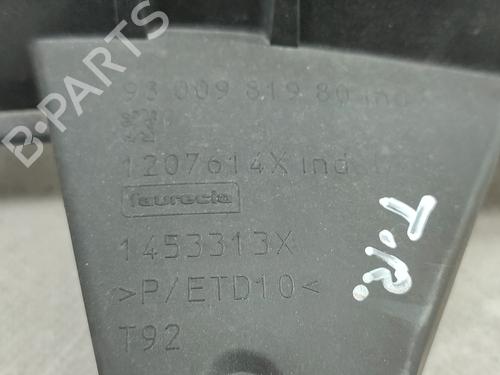 B-PARTS
93 009 819 80 ind
1207614X ind
faurecia
1453313X
>P/ETD10<
T92
T.R.